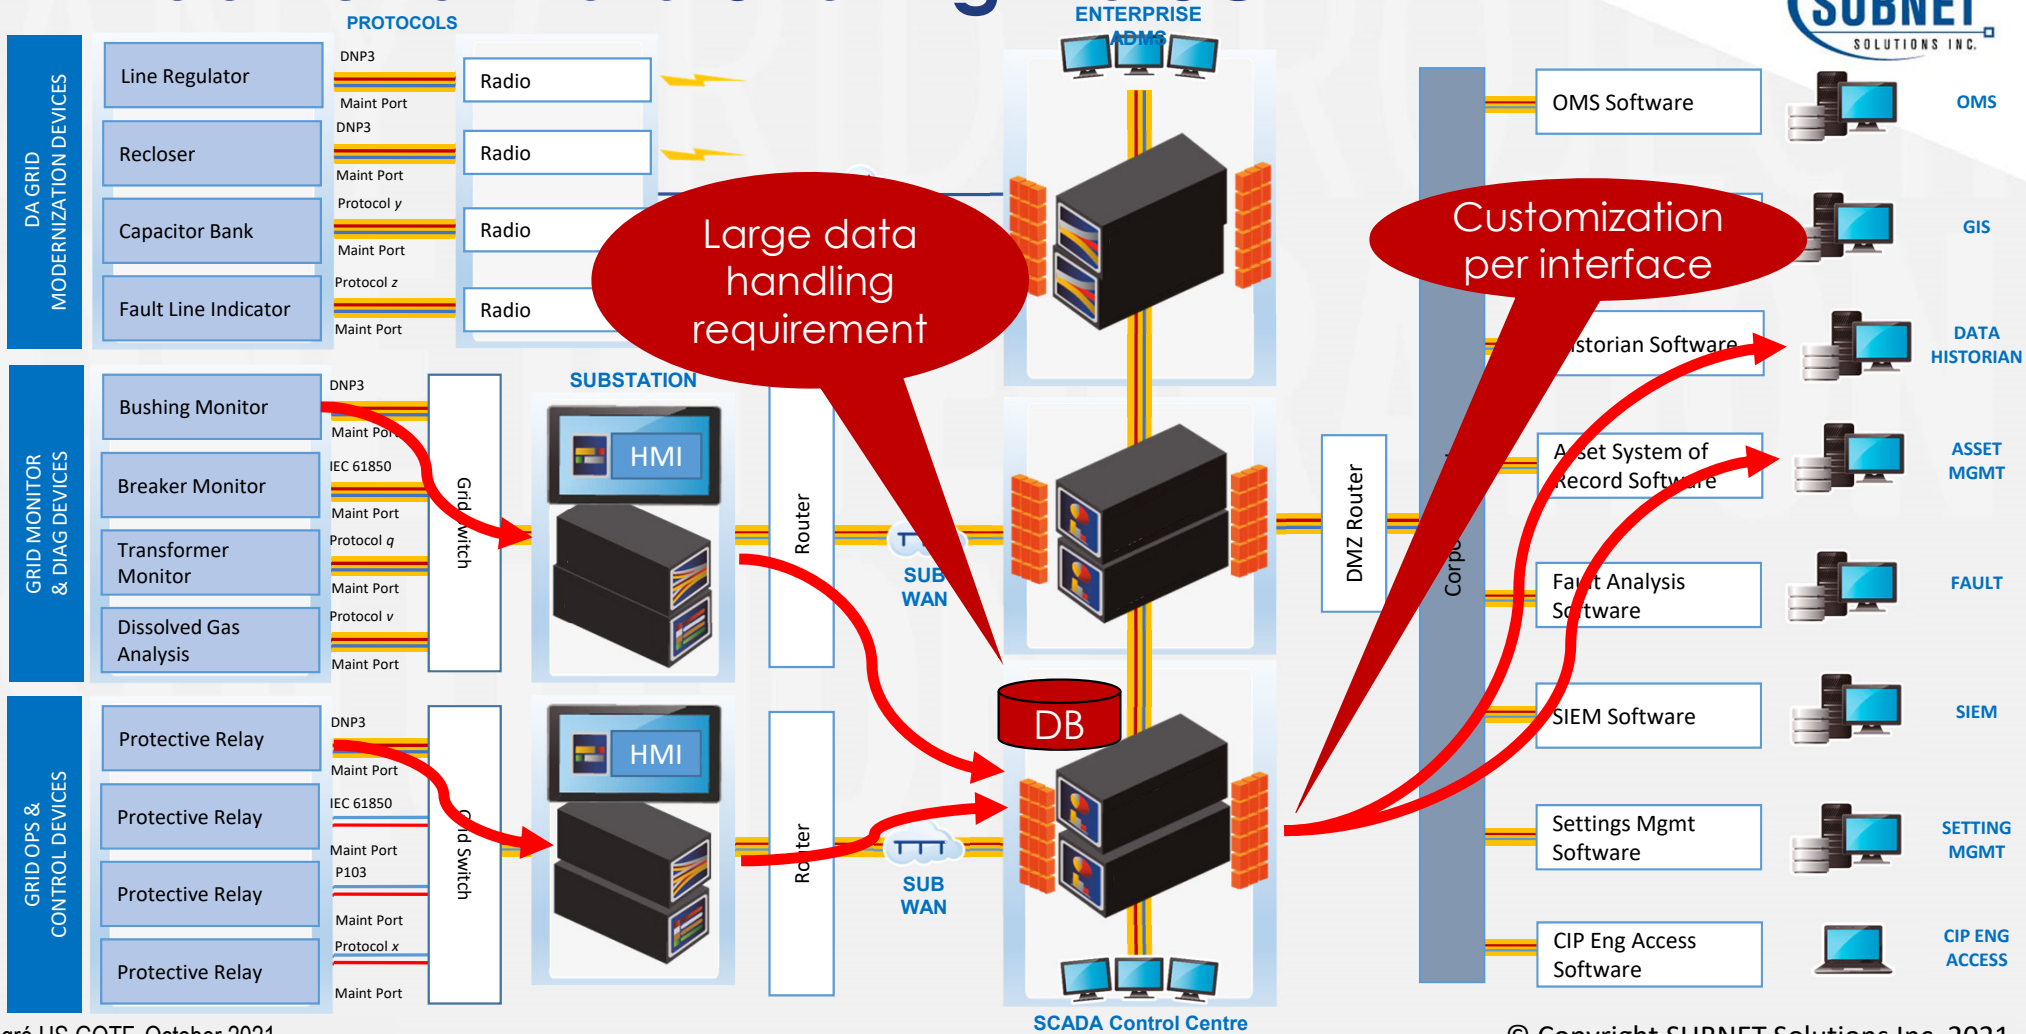 PROTOCOLS
ENTERPRISE
ADMS
SUBNET
SOLUTIONS INC.
DA GRID
MODERNIZATION DEVICES
Line Regulator
DNP3
Maint Port
Radio
Recloser
DNP3
Maint Port
Radio
Capacitor Bank
Protocol y
Maint Port
Radio
Fault Line Indicator
Protocol z
Maint Port
Radio
Large data
handling
requirement
Customization
per interface
OMS Software
OMS
GIS
Historian Software
DATA
HISTORIAN
GRID MONITOR
& DIAG DEVICES
Bushing Monitor
DNP3
Maint Port
Breaker Monitor
IEC 61850
Maint Port
Transformer
Monitor
Protocol q
Maint Port
Dissolved Gas
Analysis
Protocol v
Maint Port
Grid Switch
SUBSTATION
HMI
Router
SUB
WAN
DMZ Router
Asset System of
Record Software
ASSET
MGMT
Fault Analysis
Software
FAULT
GRID OPS &
CONTROL DEVICES
Protective Relay
DNP3
Maint Port
Protective Relay
IEC 61850
Maint Port
Protective Relay
P103
Maint Port
Protective Relay
Protocol x
Maint Port
Grid Switch
HMI
Router
SUB
WAN
DB
SCADA Control Centre
SIEM Software
SIEM
Settings Mgmt
Software
SETTING
MGMT
CIP Eng Access
Software
CIP ENG
ACCESS
US GOTF, October 2021
© Copyright SUBNET Solutions Inc. 2021